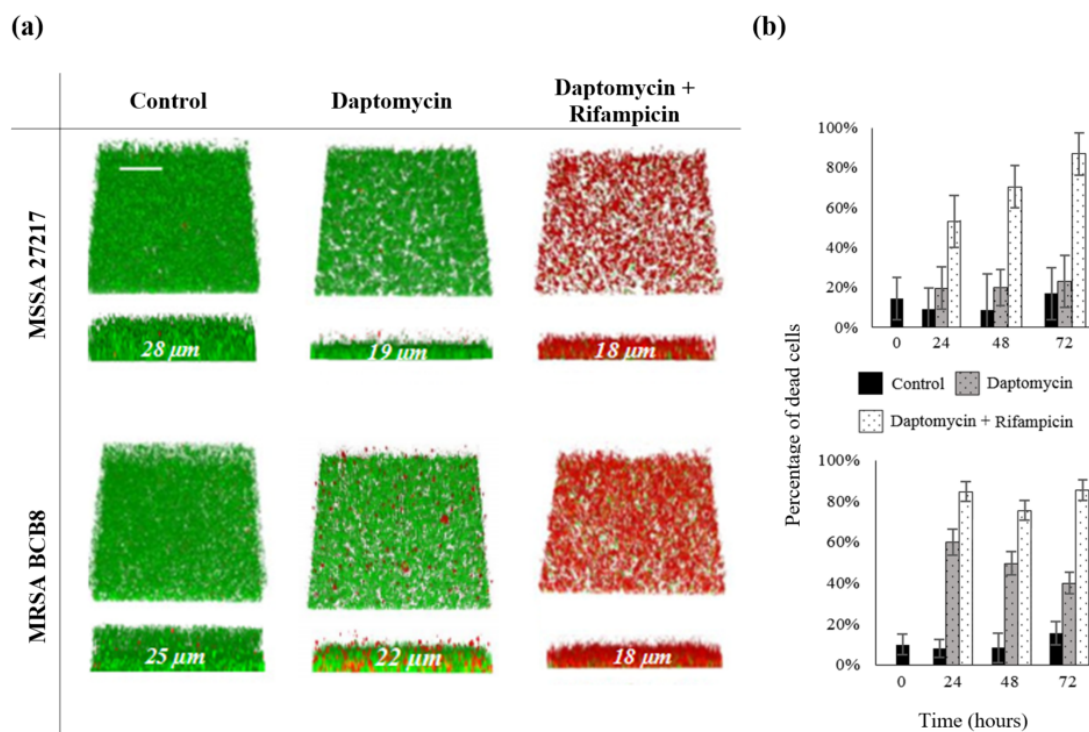 (a)
Control
Daptomycin
Daptomycin +
Rifampicin
MSSA 27217
28 µm
19 µm
18 µm
MRSA BCB8
25 µm
22 µm
18 µm
(b)
Percentage of dead cells
100%
80%
60%
40%
20%
0%
0 24 48 72
Control Daptomycin
Daptomycin + Rifampicin
100%
80%
60%
40%
20%
0%
0 24 48 72
Time (hours)